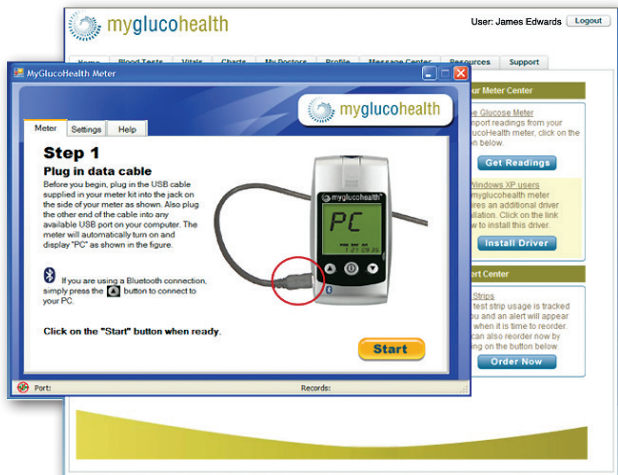 myglucohealth
User: James Edwards
Logout
Home Blood Tests Vitals Charts My Doctors Profile Message Center Resources Support
MyGlucoHealth Meter
myglucohealth
Meter Settings Help
Step 1
Plug in data cable
Before you begin, plug in the USB cable
supplied in your meter kit into the jack on
the side of your meter as shown. Also plug
the other end of the cable into any
available USB port on your computer. The
meter will automatically turn on and
display "PC" as shown in the figure.
If you are using a Bluetooth connection,
simply press the button to connect to
your PC.
Click on the "Start" button when ready.
myglucohealth
PC
Start
Port:
Records:
Meter Center
Glucose Meter
import readings from your
meter, click on the
below.
Get Readings
Windows XP users
myglucohealth meter
an additional driver
Click on the link
to install this driver.
Install Driver
Center
Strips
test strip usage is tracked
and an alert will appear
when it is time to reorder.
can also reorder now by
on the button below.
Order Now